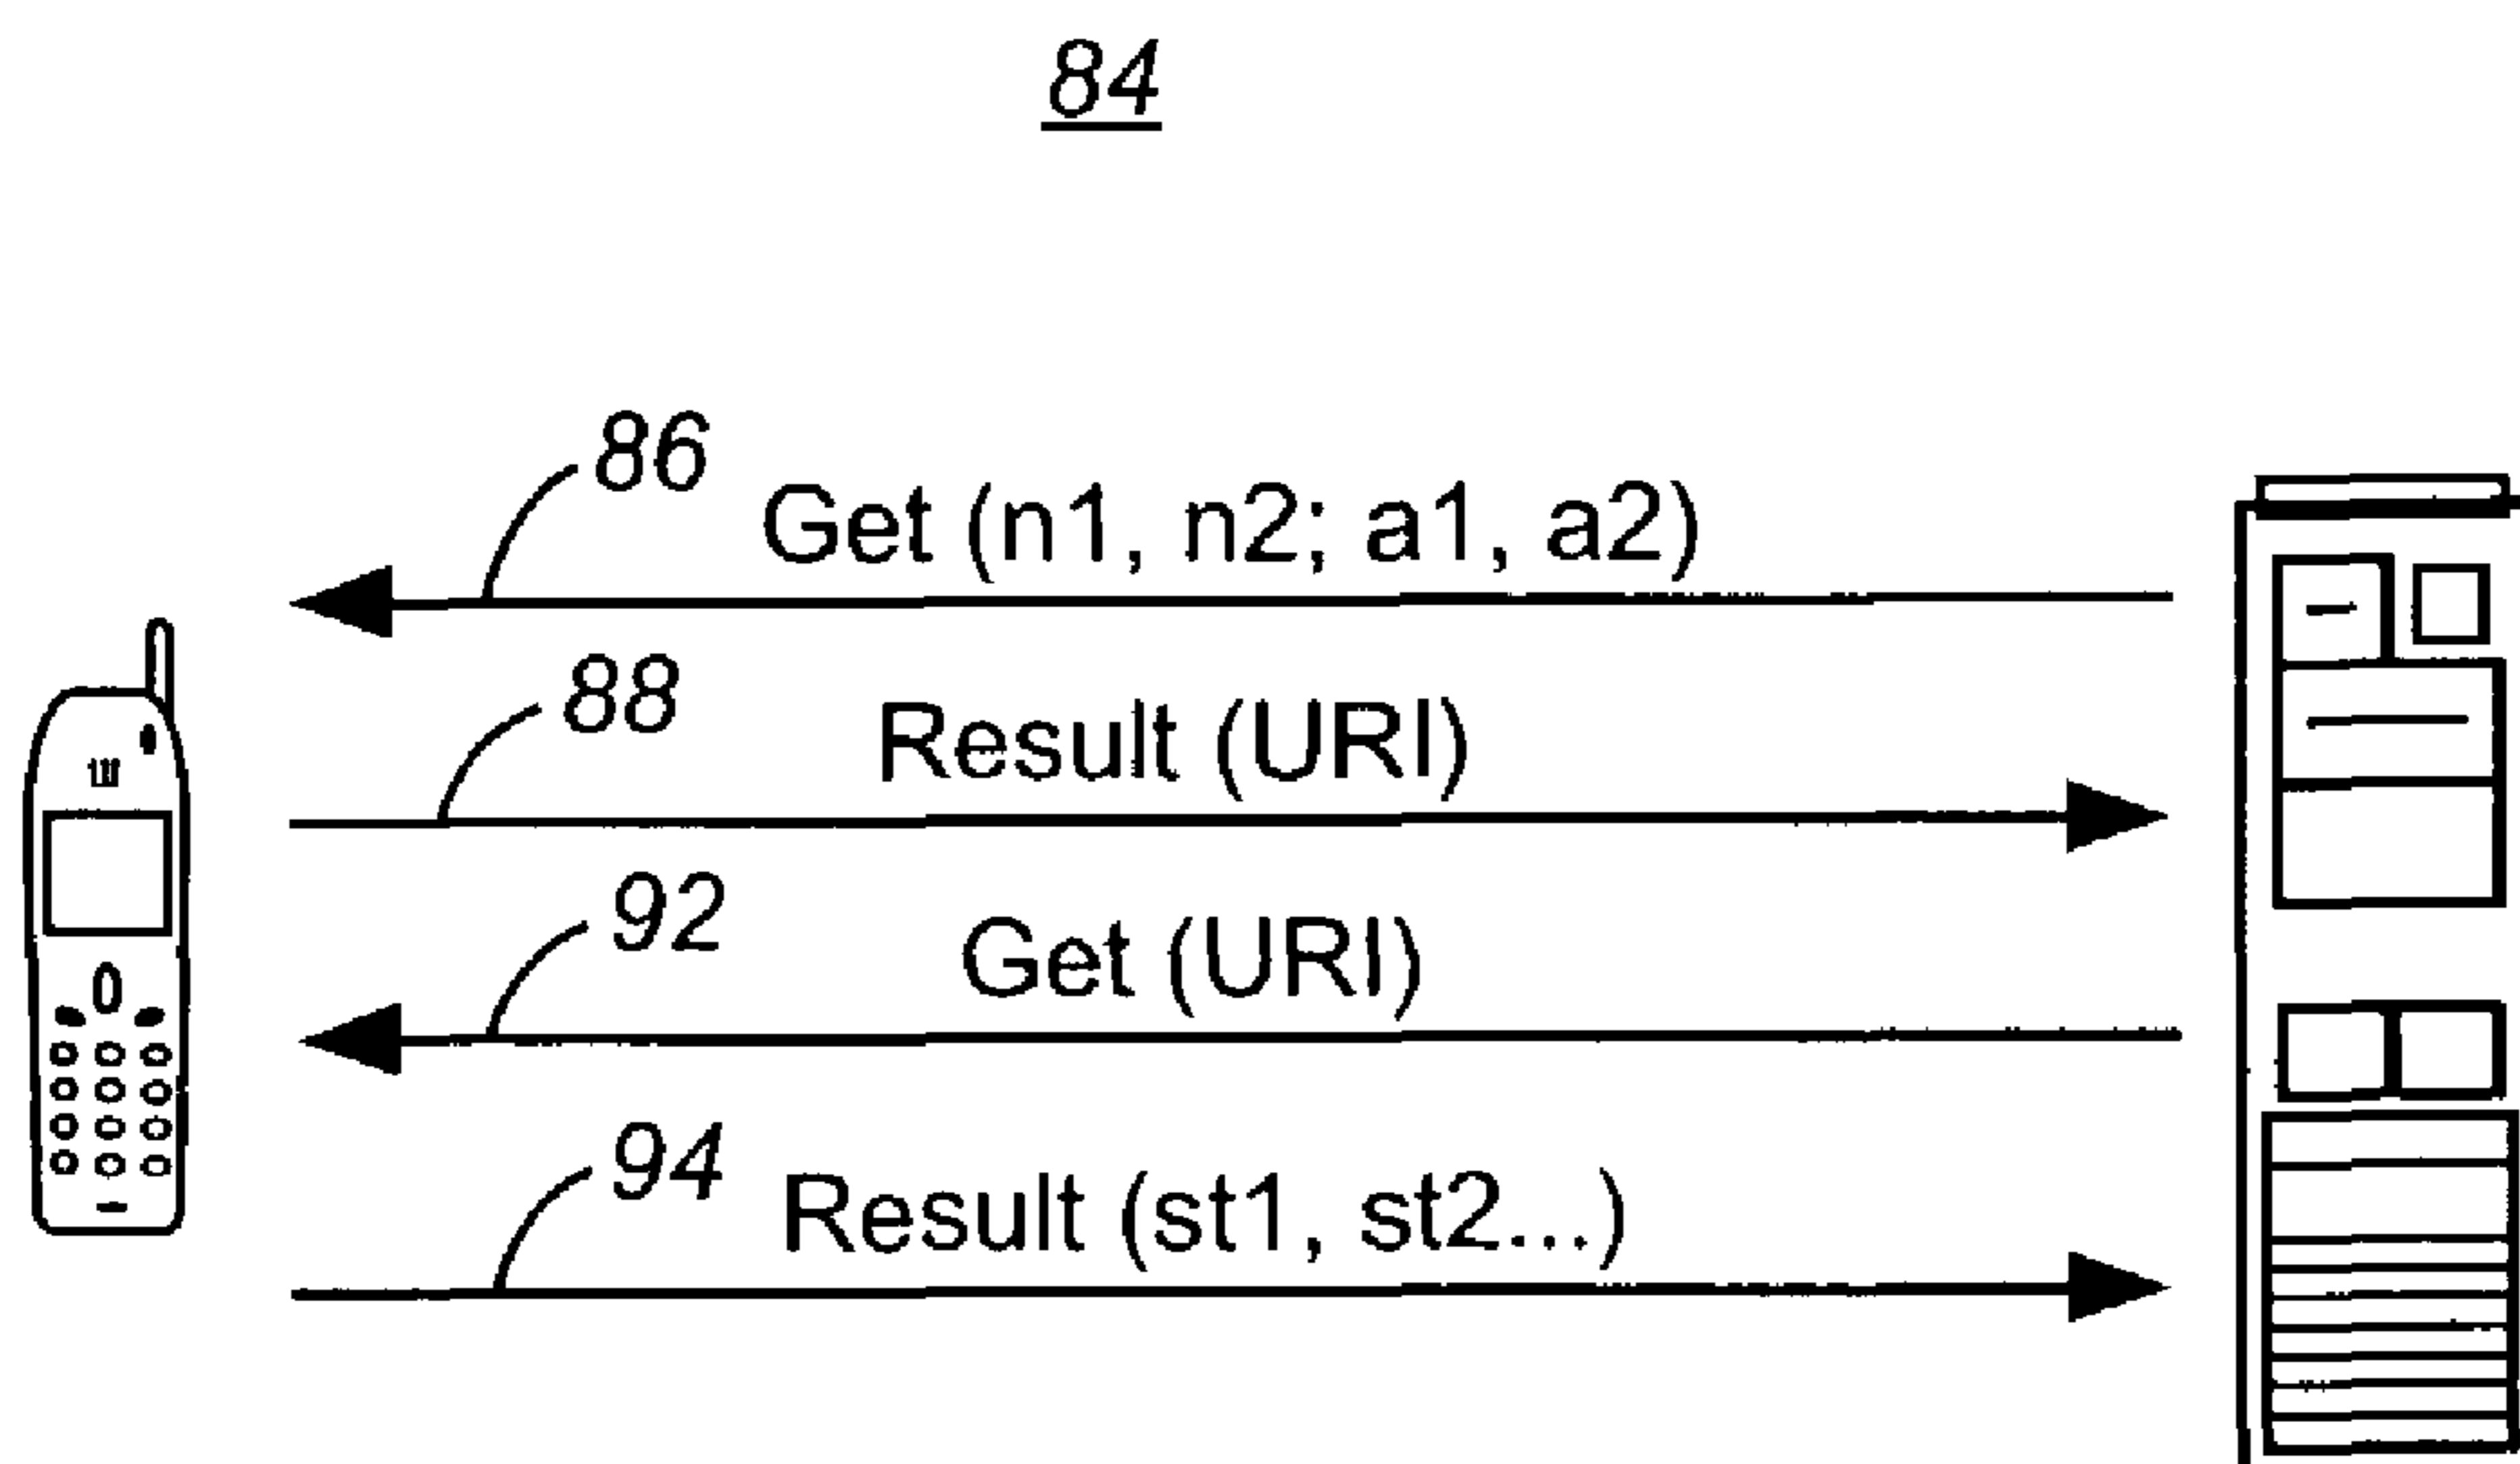 84
86
Get (n1, n2; a1, a2)
88
Result (URI)
92
Get (URI)
94
Result (st1, st2...)